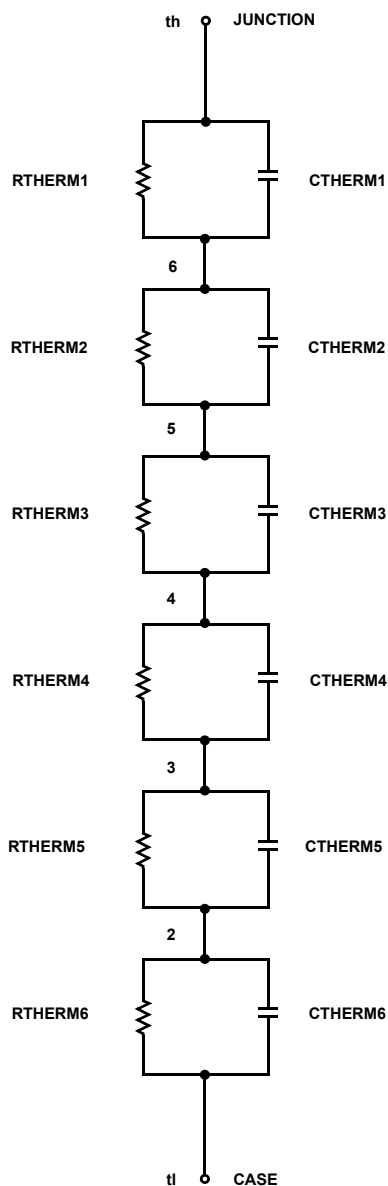 th JUNCTION
RTHERM1 CTHERM1
6
RTHERM2 CTHERM2
5
RTHERM3 CTHERM3
4
RTHERM4 CTHERM4
3
RTHERM5 CTHERM5
2
RTHERM6 CTHERM6
tl CASE